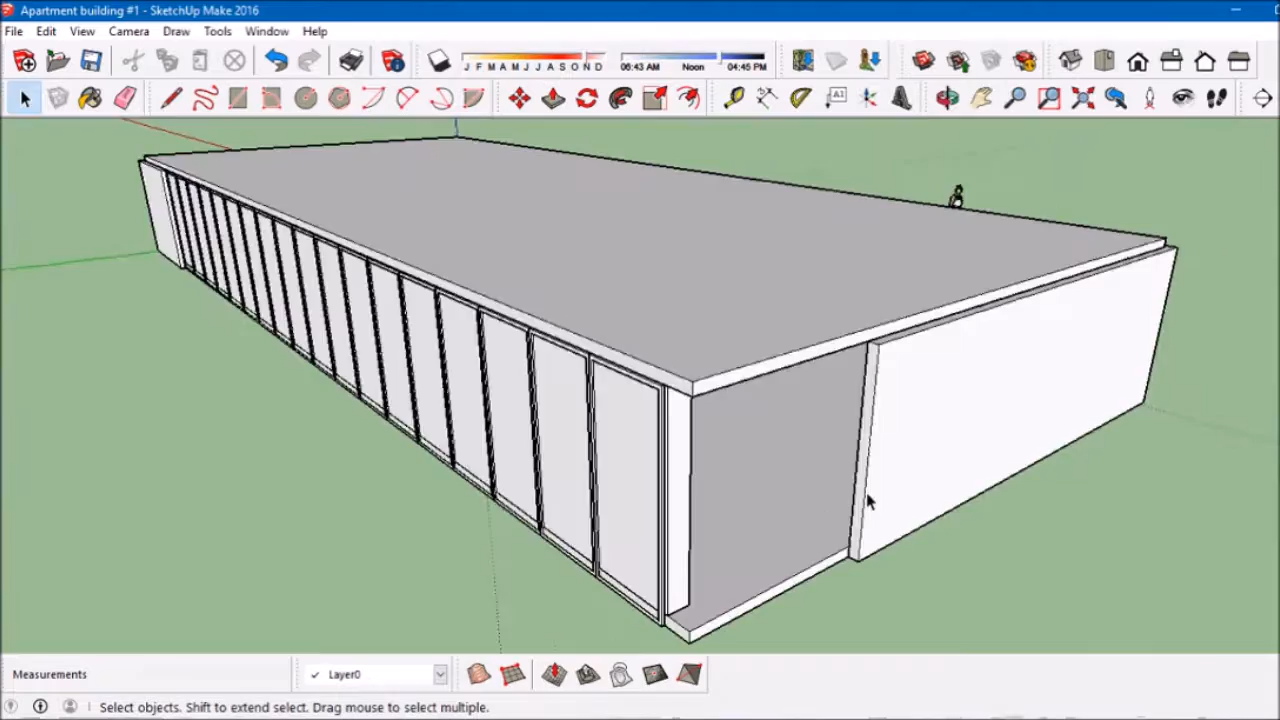 Apartment building #1 - SketchUp Make 2016
File Edit View Camera Draw Tools Window Help
J F M A M J J A S O N D 06:43 AM Noon 04:45 PM
A1
Measurements ✓ Layer0
Select objects. Shift to extend select. Drag mouse to select multiple.